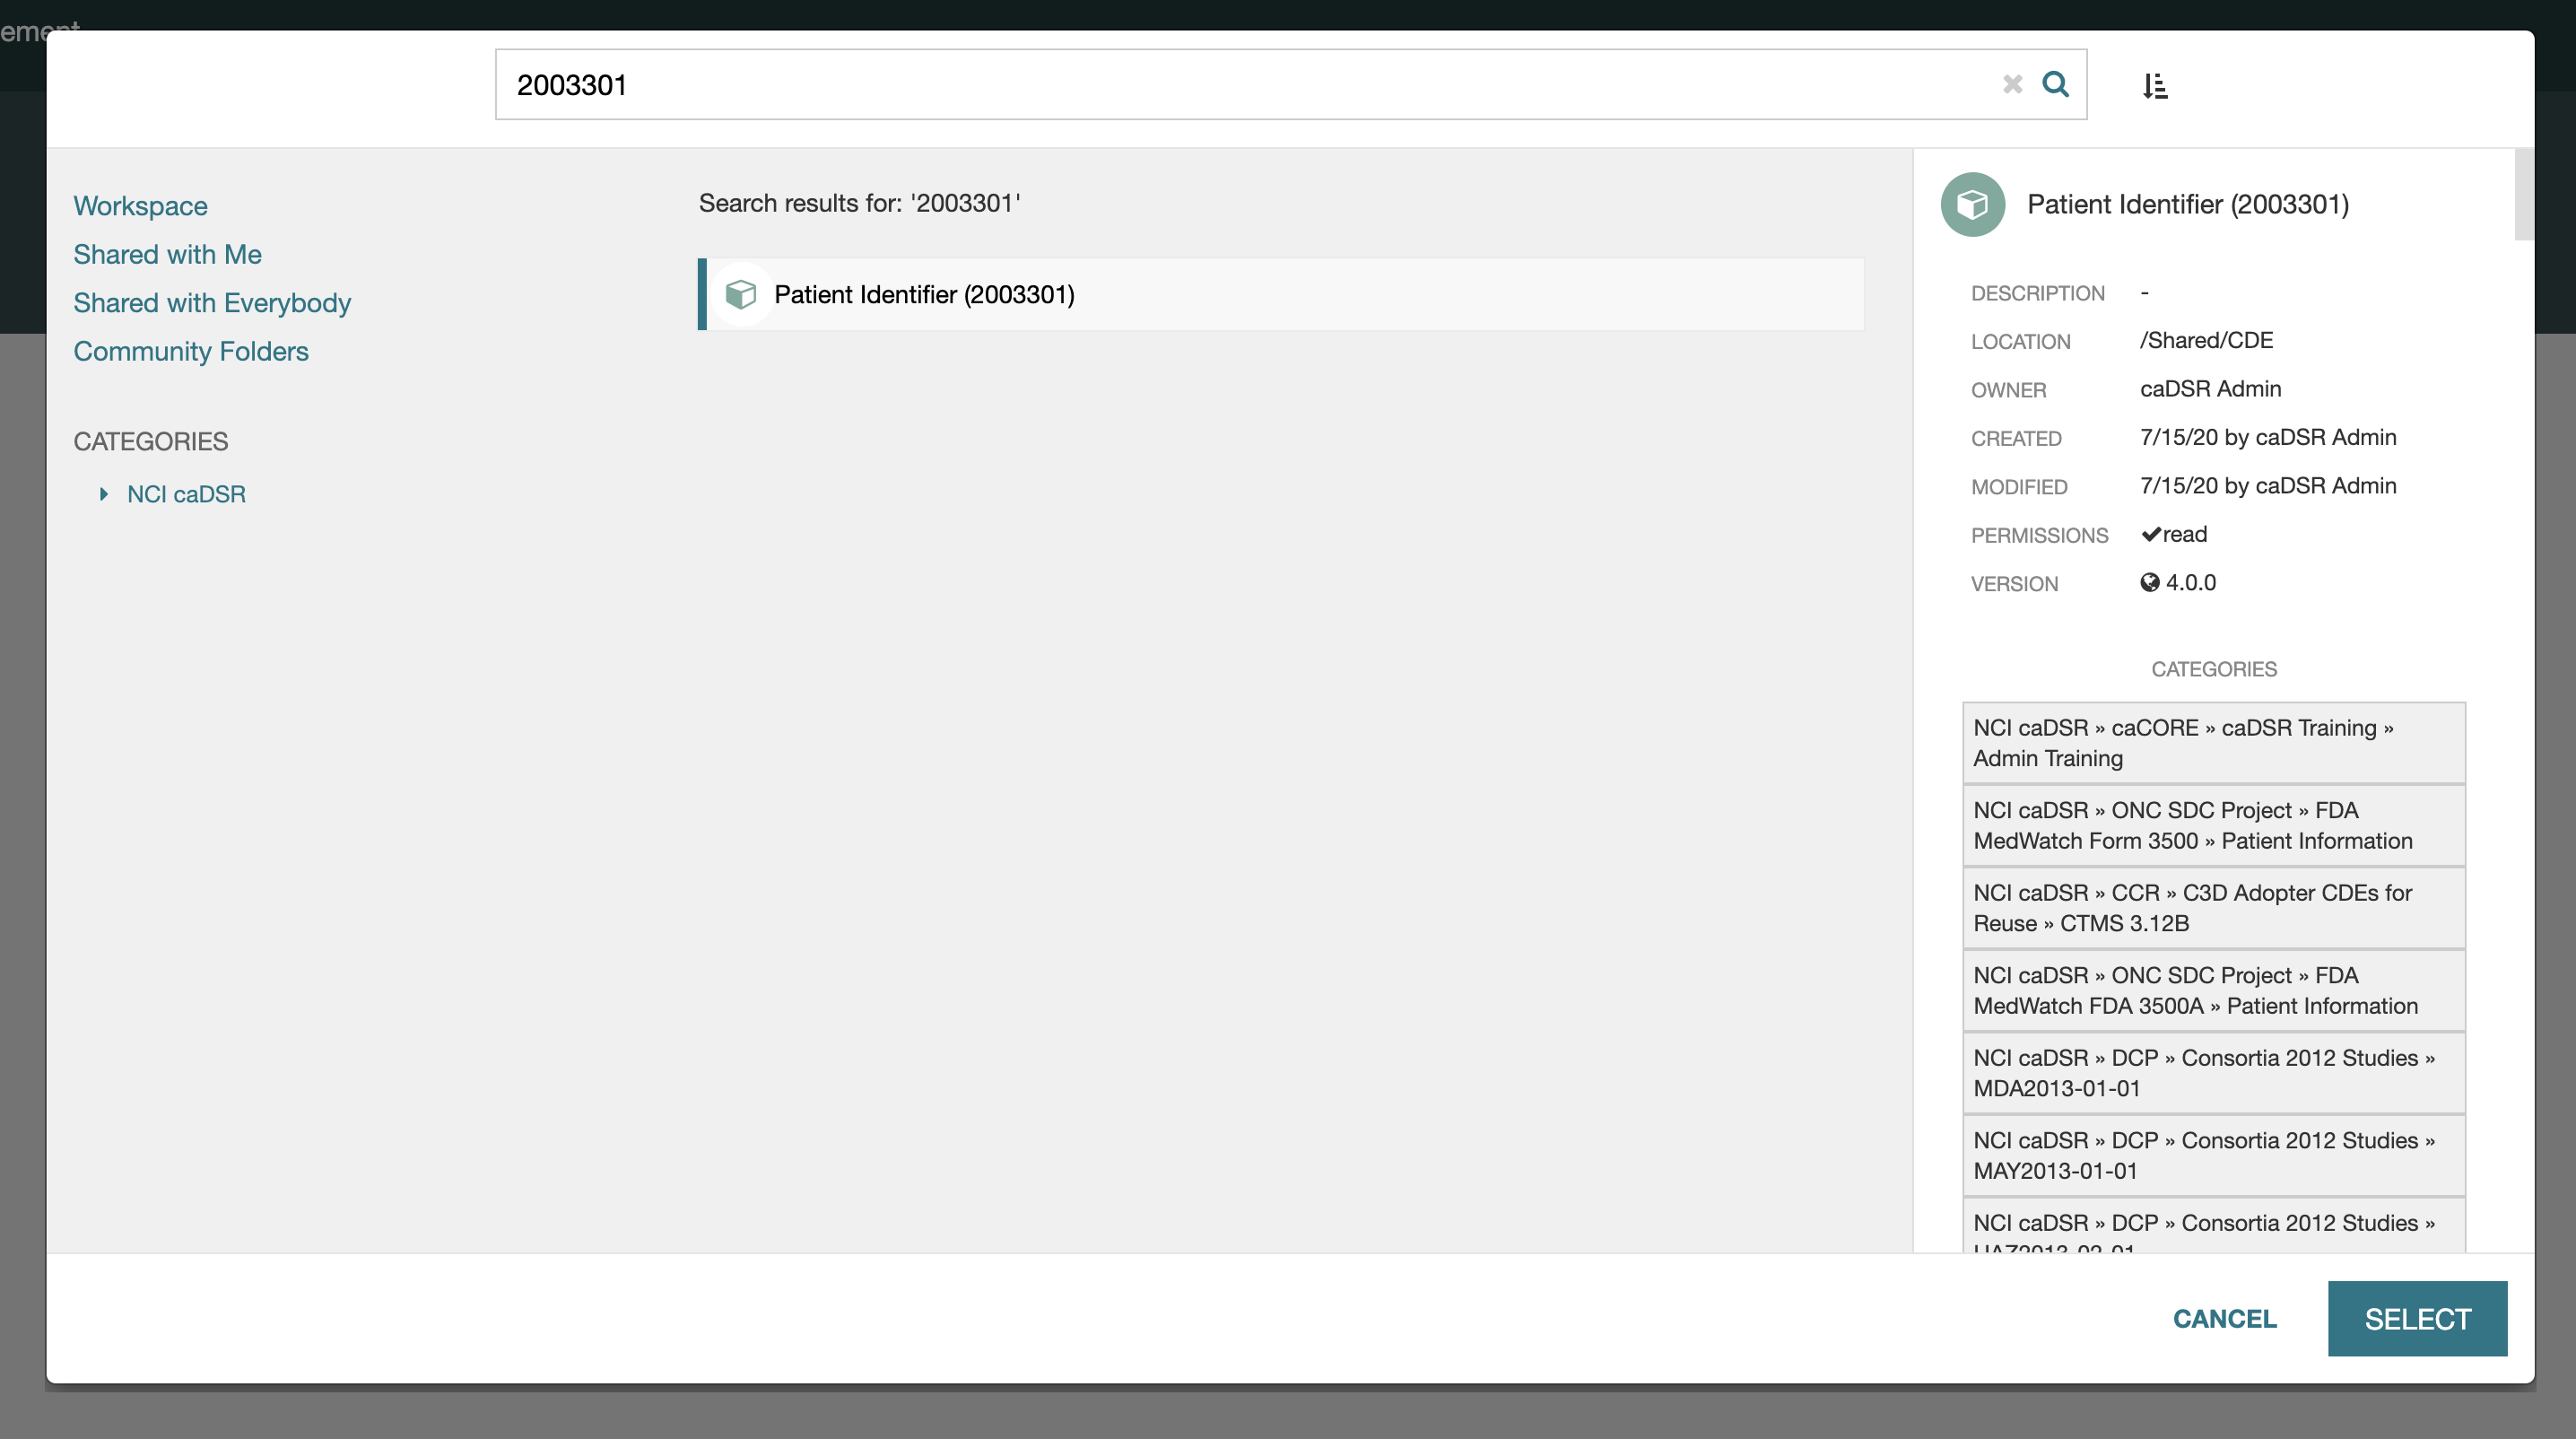 2003301
Workspace
Shared with Me
Shared with Everybody
Community Folders
CATEGORIES
NCI caDSR
Search results for: '2003301'
Patient Identifier (2003301)
Patient Identifier (2003301)
DESCRIPTION -
LOCATION /Shared/CDE
OWNER caDSR Admin
CREATED 7/15/20 by caDSR Admin
MODIFIED 7/15/20 by caDSR Admin
PERMISSIONS read
VERSION 4.0.0
CATEGORIES
NCI caDSR » caCORE » caDSR Training »
Admin Training
NCI caDSR » ONC SDC Project » FDA
MedWatch Form 3500 » Patient Information
NCI caDSR » CCR » C3D Adopter CDEs for
Reuse » CTMS 3.12B
NCI caDSR » ONC SDC Project » FDA
MedWatch FDA 3500A » Patient Information
NCI caDSR » DCP » Consortia 2012 Studies »
MDA2013-01-01
NCI caDSR » DCP » Consortia 2012 Studies »
MAY2013-01-01
NCI caDSR » DCP » Consortia 2012 Studies »
CANCEL
SELECT